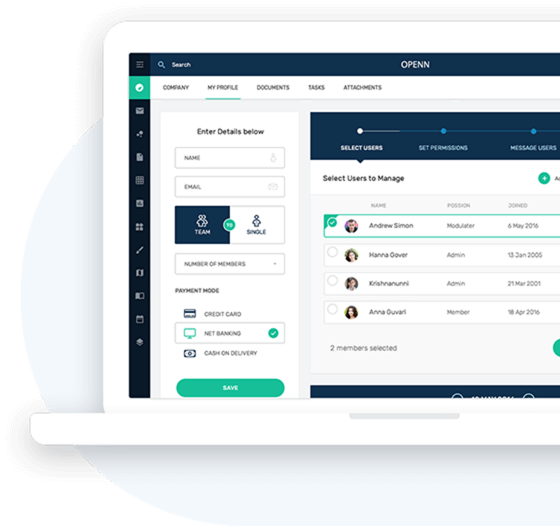 Search
OPENN
COMPANY MY PROFILE DOCUMENTS TASKS ATTACHMENTS
Enter Details below
NAME
EMAIL
TEAM TO SINGLE
NUMBER OF MEMBERS
PAYMENT MODE
CREDIT CARD
NET BANKING
CASH ON DELIVERY
SAVE
SELECT USERS SET PERMISSIONS MESSAGE USERS
Select Users to Manage
NAME POSSION JOINED
Andrew Simon Modulater 6 May 2016
Hanna Gover Admin 13 Jan 2005
Krishnanunni Admin 21 Mar 2001
Anna Guvari Member 18 Apr 2016
2 members selected